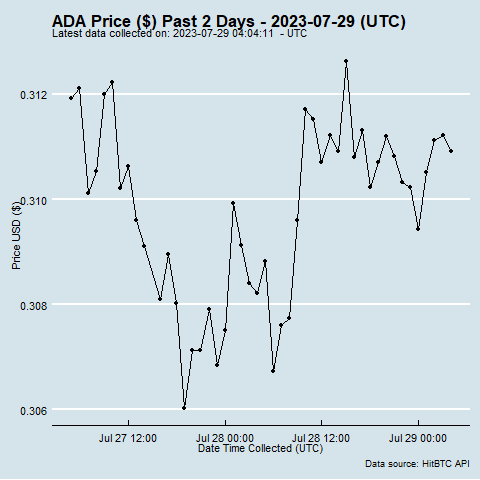 ADA Price ($) Past 2 Days - 2023-07-29 (UTC)
Latest data collected on: 2023-07-29 04:04:11  - UTC
0.312
0.310
0.308
0.306
Price USD ($)
Jul 27 12:00 Jul 28 00:00 Jul 28 12:00 Jul 29 00:00
Date Time Collected (UTC)
Data source: HitBTC API